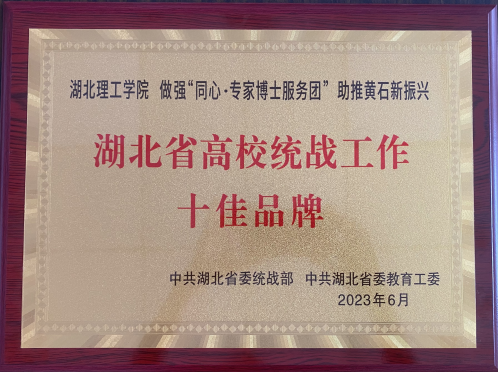 湖北理工学院 做强“同心·专家博士服务团” 助推黄石新振兴
湖北省高校统战工作
十佳品牌
中共湖北省委统战部 中共湖北省委教育工委
2023年6月